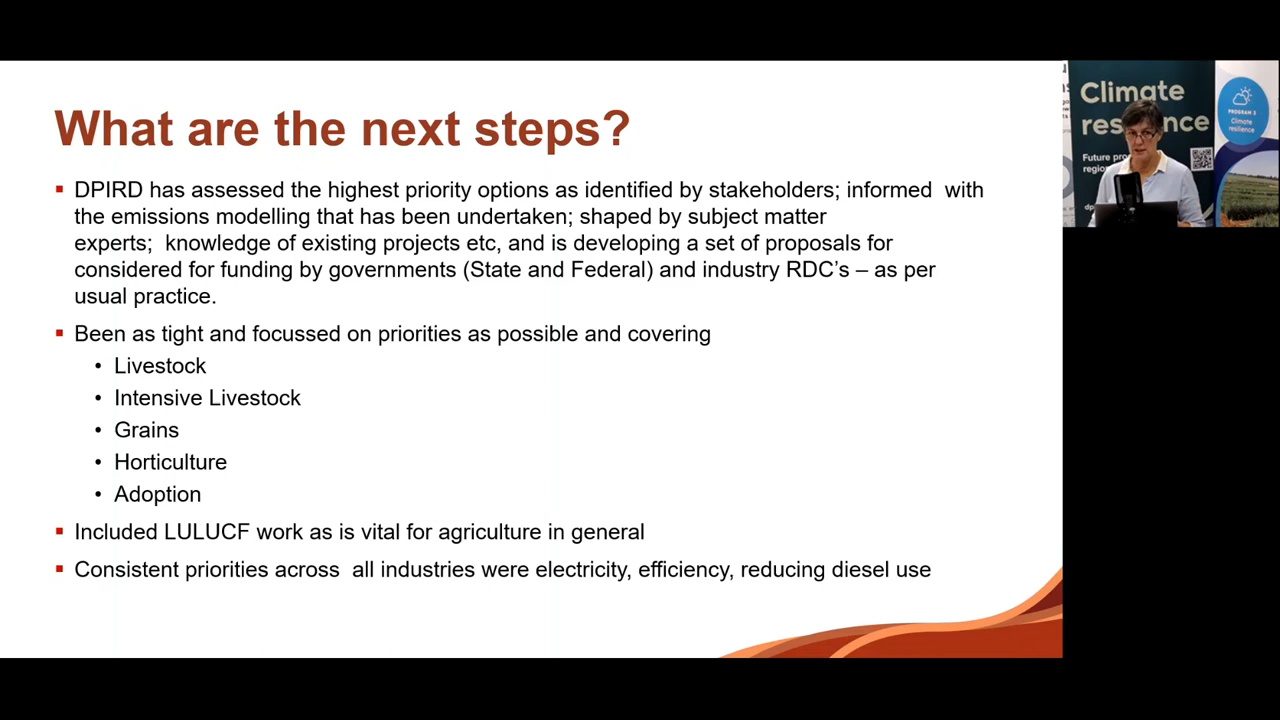 What are the next steps?
▪ DPIRD has assessed the highest priority options as identified by stakeholders; informed  with
the emissions modelling that has been undertaken; shaped by subject matter
experts;  knowledge of existing projects etc, and is developing a set of proposals for
considered for funding by governments (State and Federal) and industry RDC's – as per
usual practice.
▪ Been as tight and focussed on priorities as possible and covering
• Livestock
• Intensive Livestock
• Grains
• Horticulture
• Adoption
▪ Included LULUCF work as is vital for agriculture in general
▪ Consistent priorities across  all industries were electricity, efficiency, reducing diesel use
Climate
Future
PROGRAM 3
Climate
resilience